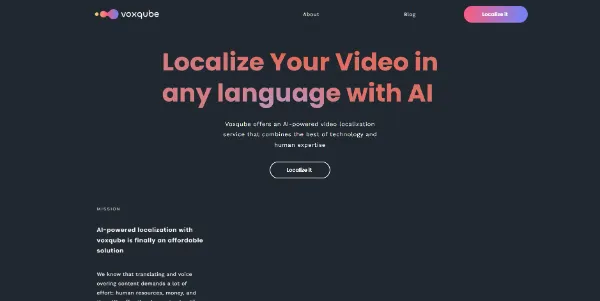 voxqube
About
Blog
Localize it
Localize Your Video in
any language with AI
Voxqube offers an AI-powered video localization
service that combines the best of technology and
human expertise
Localize it
MISSION
AI-powered localization with
voxqube is finally an affordable
solution
We know that translating and voice
overing content demands a lot of
effort: human resources, money, and